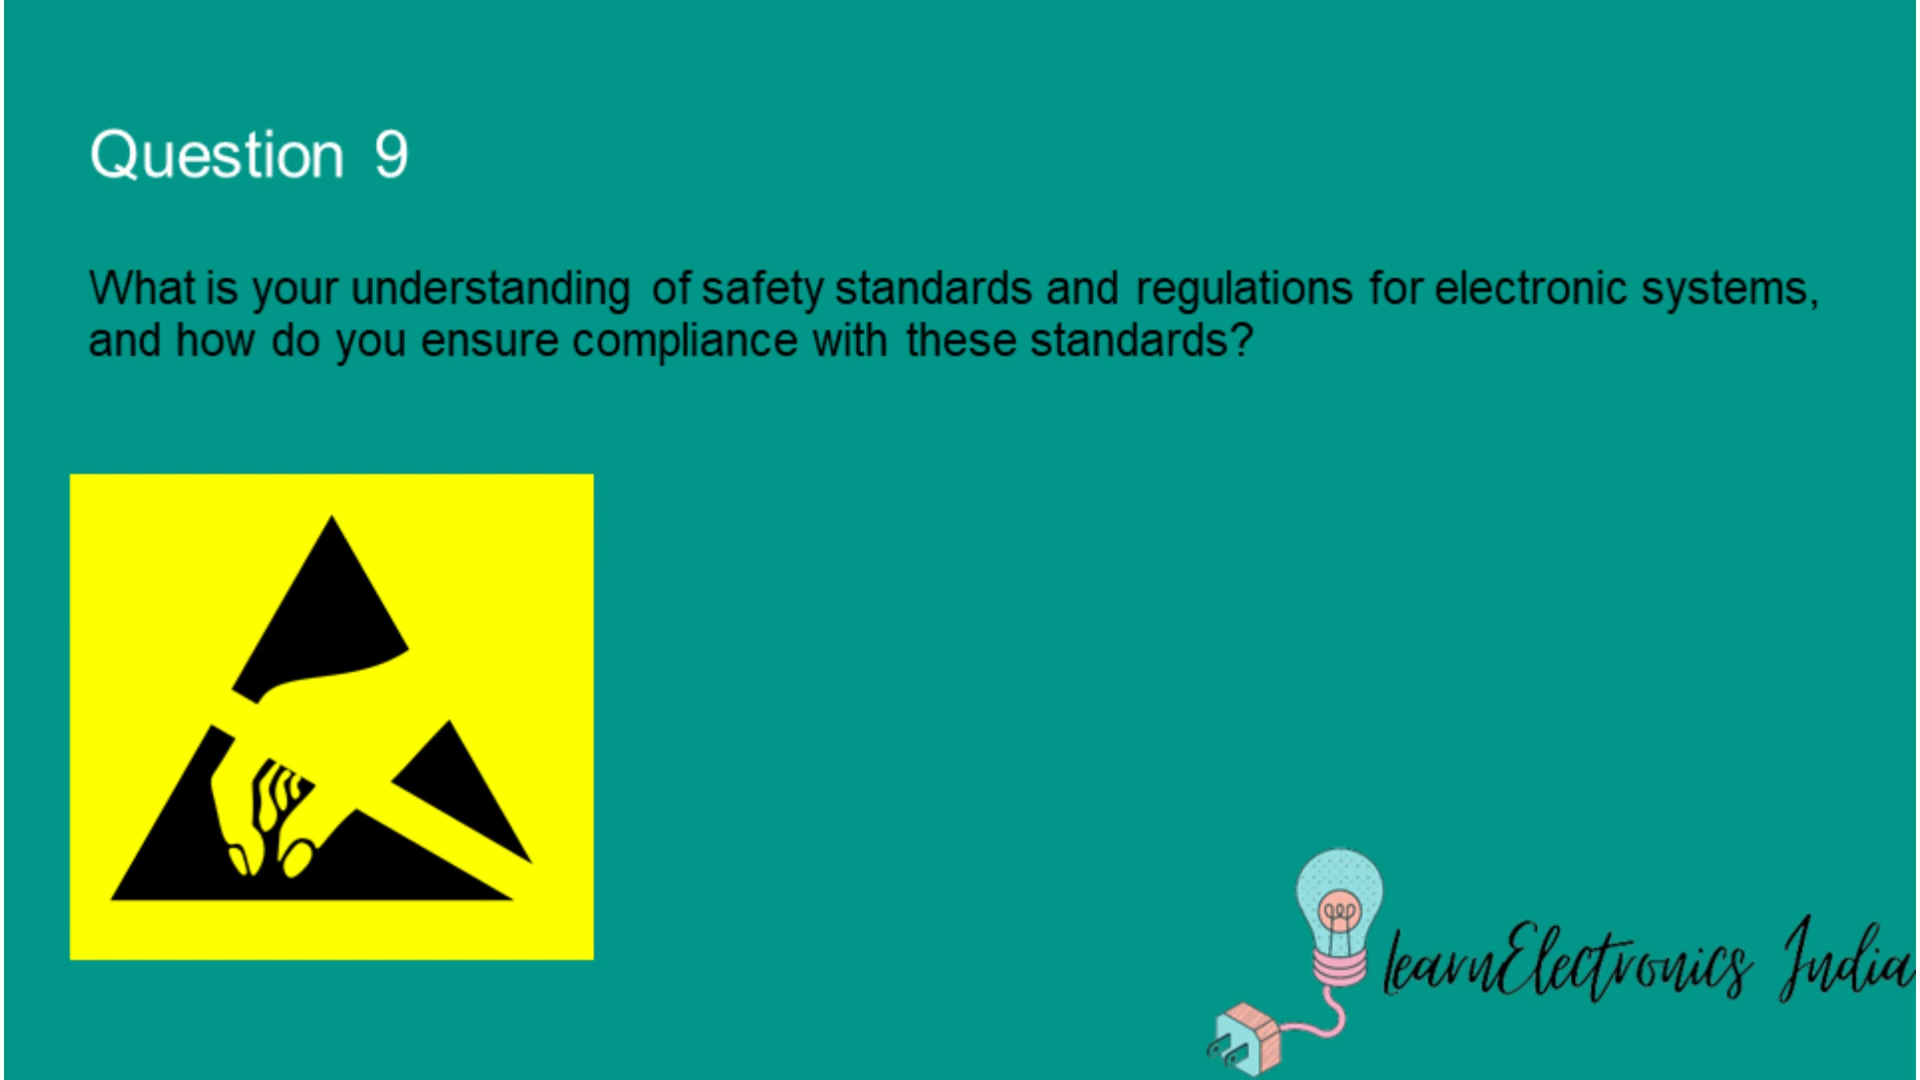 Question 9
What is your understanding of safety standards and regulations for electronic systems,
and how do you ensure compliance with these standards?
learnElectronics India